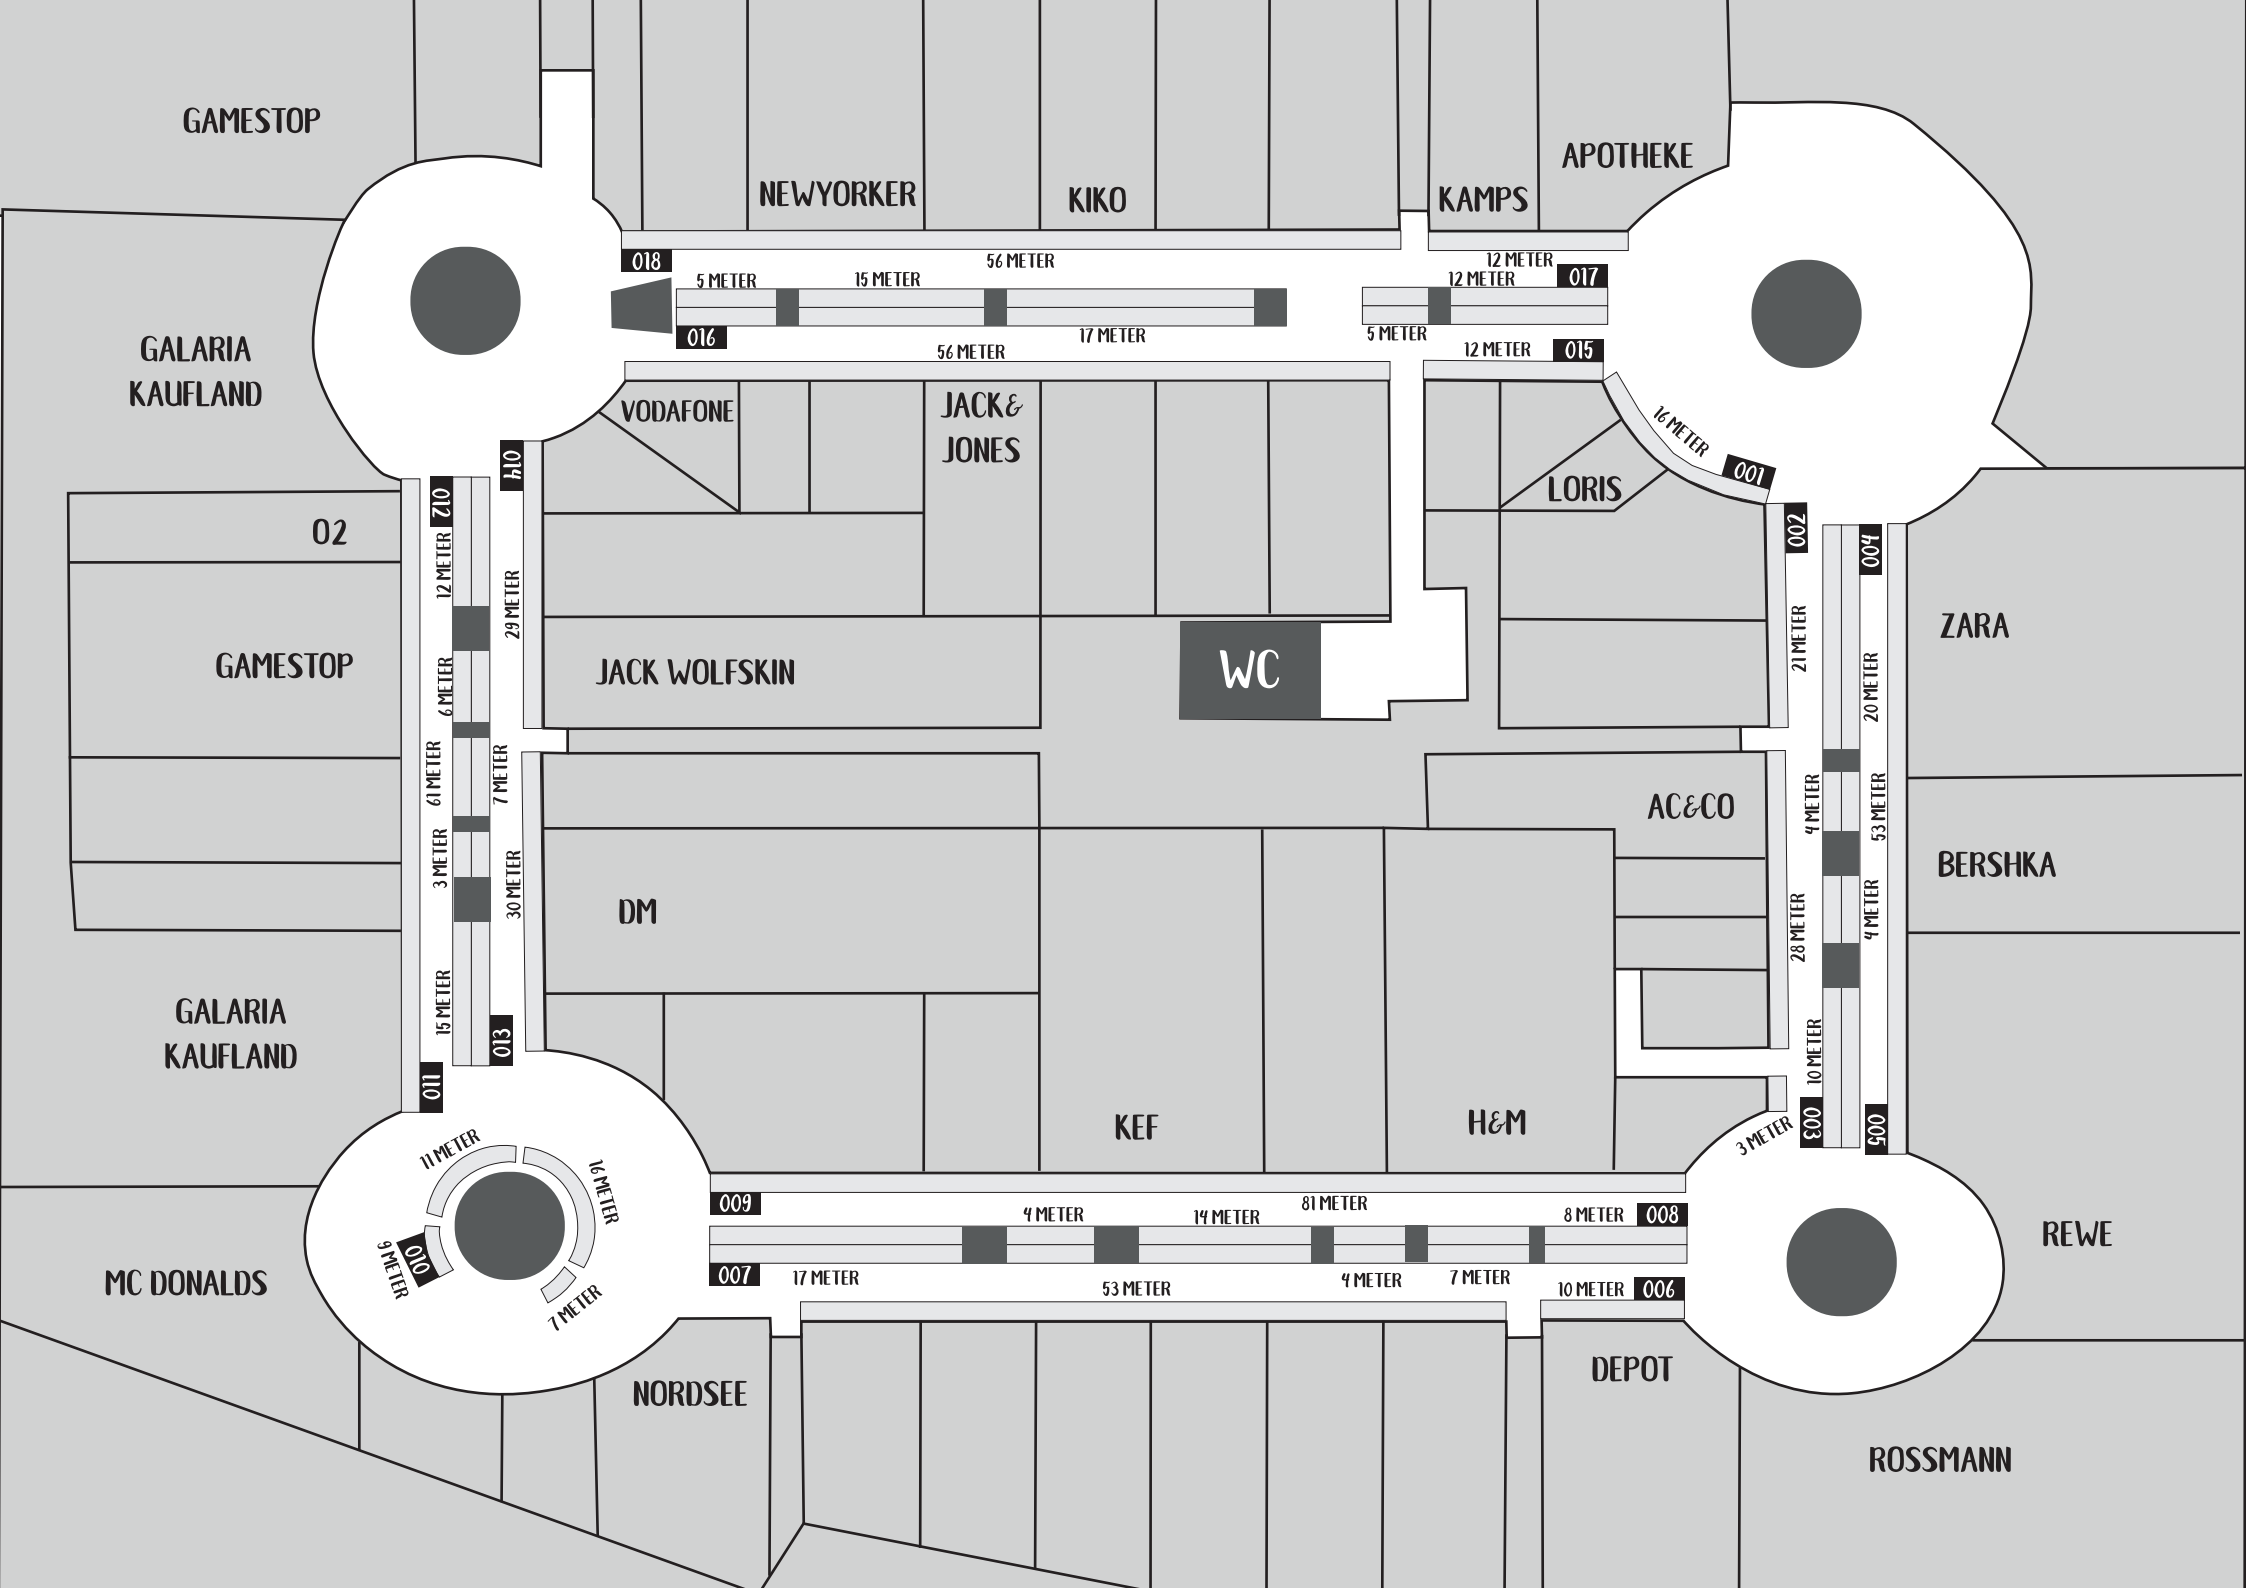 GAMESTOP
NEWYORKER
KIKO
KAMPS
APOTHEKE
018
56 METER
12 METER
5 METER
15 METER
12 METER
017
016
17 METER
5 METER
56 METER
12 METER
015
GALARIA
KAUFLAND
VODAFONE
JACK&
JONES
16 METER
001
LORIS
014
012
002
004
O2
12 METER
29 METER
21 METER
20 METER
ZARA
GAMESTOP
6 METER
JACK WOLFSKIN
WC
61 METER
7 METER
4 METER
53 METER
AC&CO
3 METER
30 METER
BERSHKA
DM
28 METER
4 METER
GALARIA
KAUFLAND
15 METER
013
10 METER
011
KEF
H&M
003
005
3 METER
11 METER
16 METER
009
81 METER
4 METER
14 METER
8 METER
008
REWE
010
9 METER
7 METER
MC DONALDS
007
17 METER
53 METER
4 METER
7 METER
10 METER
006
NORDSEE
DEPOT
ROSSMANN